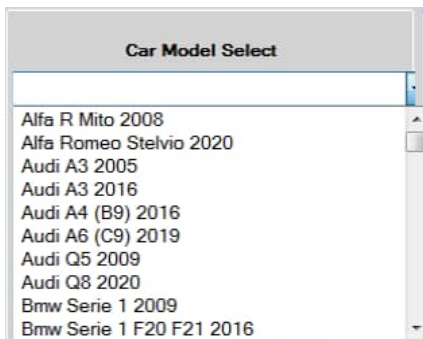 Car Model Select
Alfa R Mito 2008
Alfa Romeo Stelvio 2020
Audi A3 2005
Audi A3 2016
Audi A4 (B9) 2016
Audi A6 (C9) 2019
Audi Q5 2009
Audi Q8 2020
Bmw Serie 1 2009
Bmw Serie 1 F20 F21 2016